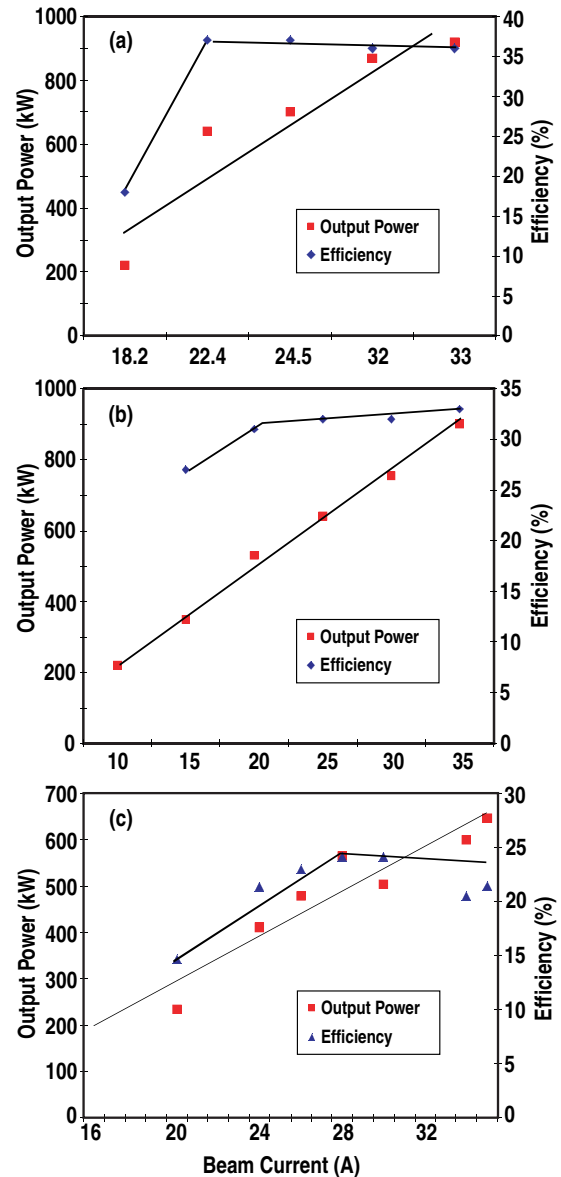 (a)
Output Power (kW)
1000
800
600
400
200
0
40
35
30
25
20
15
10
5
0
Efficiency (%)
Output Power
Efficiency
18.2 22.4 24.5 32 33
(b)
Output Power (kW)
1000
800
600
400
200
0
35
30
25
20
15
10
5
0
Efficiency (%)
Output Power
Efficiency
10 15 20 25 30 35
(c)
Output Power (kW)
700
600
500
400
300
200
100
0
30
25
20
15
10
5
0
Efficiency (%)
Output Power
Efficiency
16 20 24 28 32
Beam Current (A)